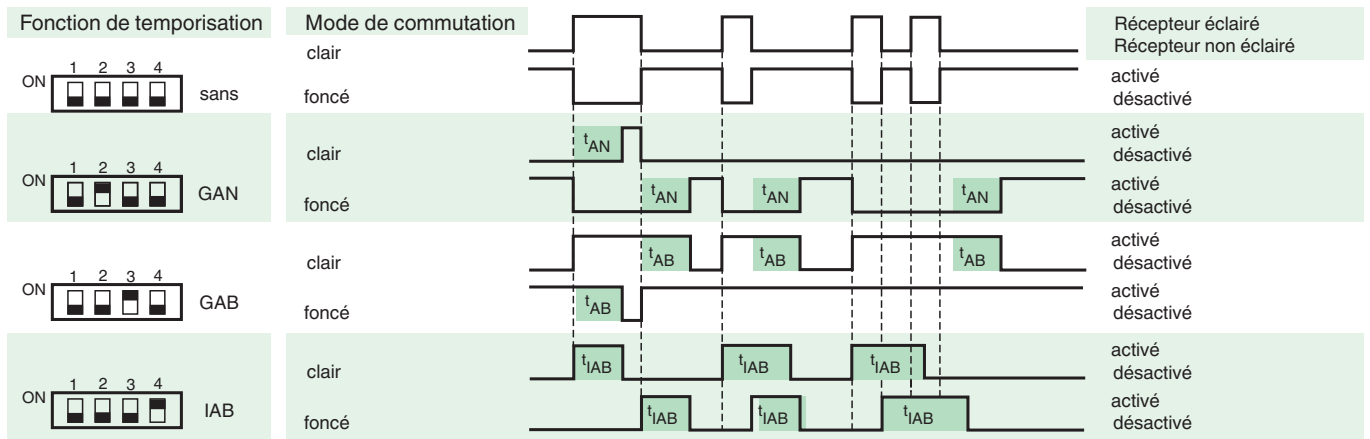 Fonction de temporisation
Mode de commutation
Récepteur éclairé
Récepteur non éclairé
clair
1 2 3 4
ON
sans
foncé
activé
désactivé
clair
tAN
activé
désactivé
1 2 3 4
ON
GAN
foncé
tAN
tAN
tAN
activé
désactivé
clair
tAB
tAB
tAB
activé
désactivé
1 2 3 4
ON
GAB
foncé
tAB
activé
désactivé
clair
tIAB
tIAB
tIAB
activé
désactivé
1 2 3 4
ON
IAB
foncé
tIAB
tIAB
tIAB
activé
désactivé